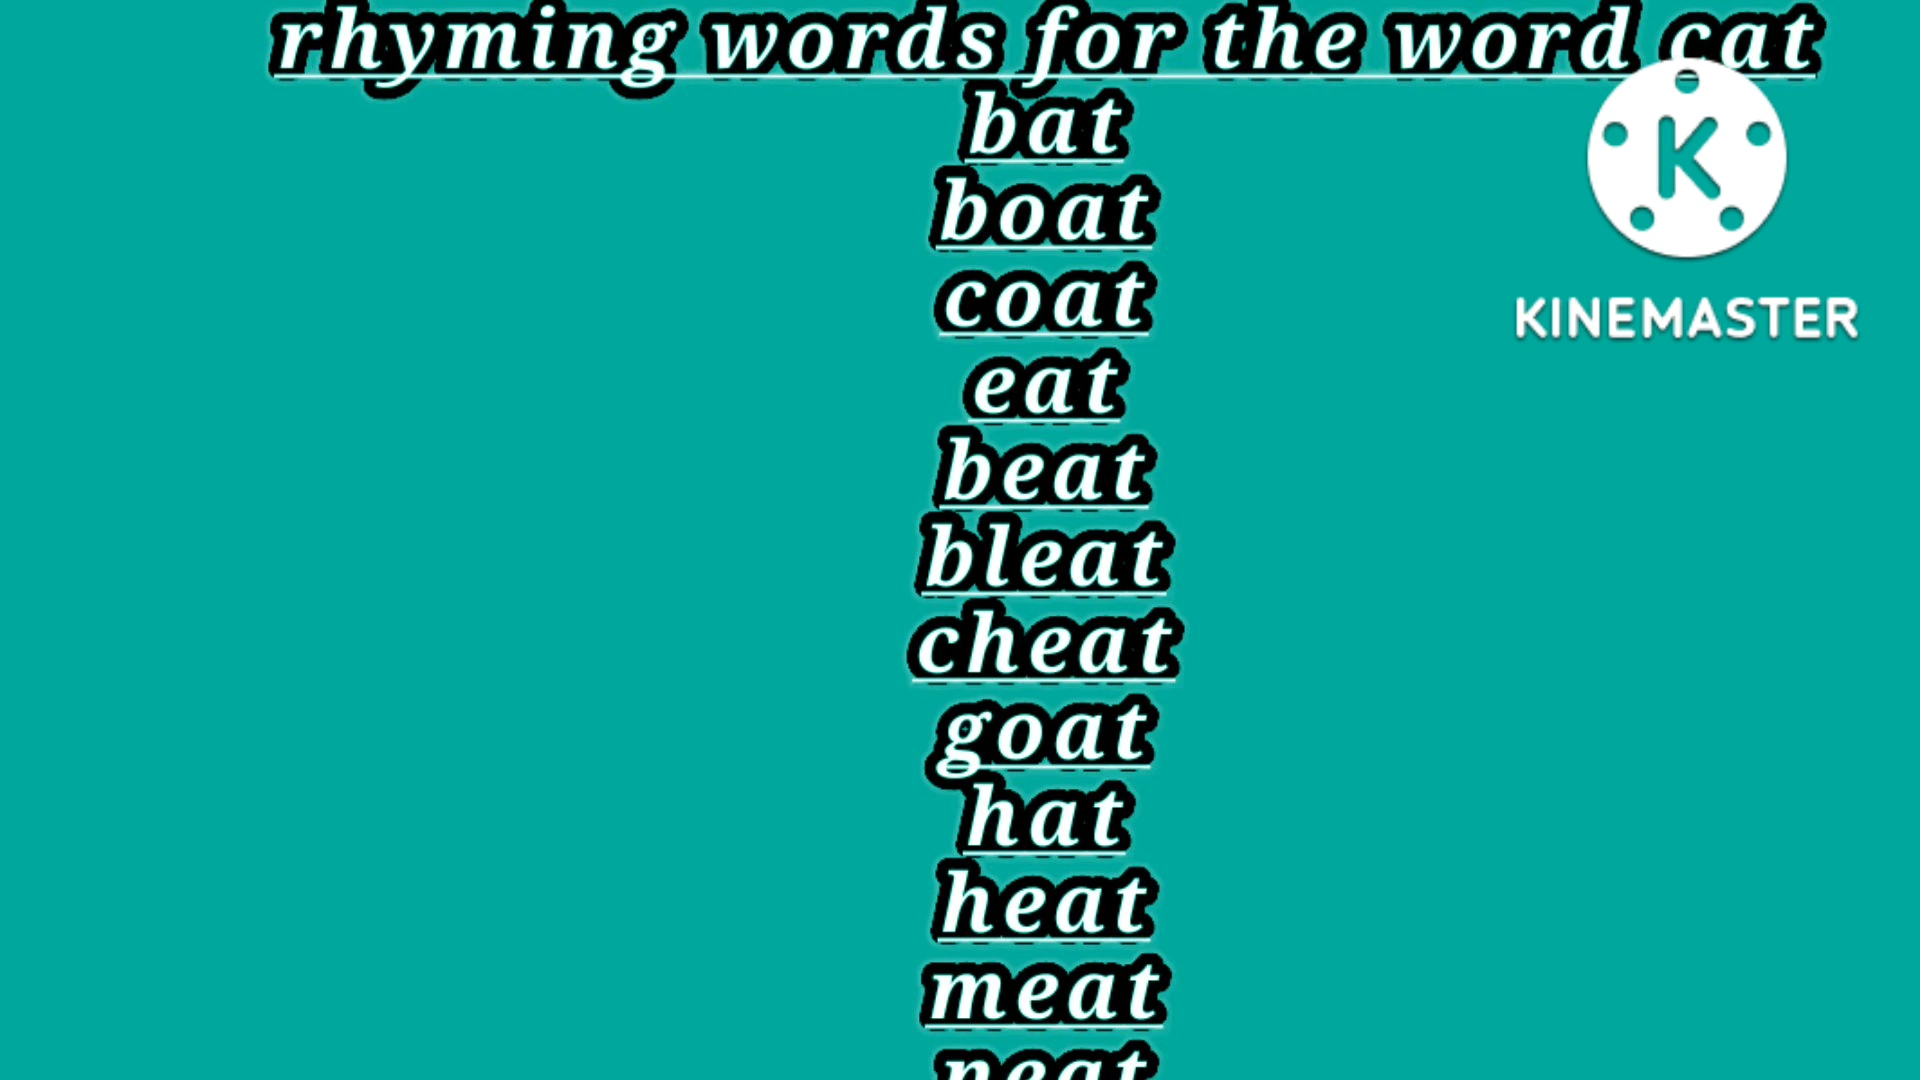 rhyming words for the word cat
bat
boat
coat
eat
beat
bleat
cheat
goat
hat
heat
meat
K
KINEMASTER